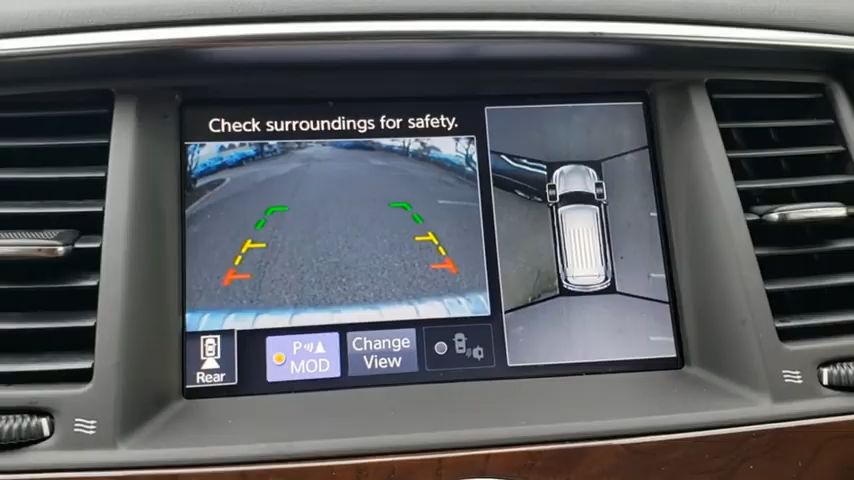 Check surroundings for safety.
Rear
P
MOD
Change
View